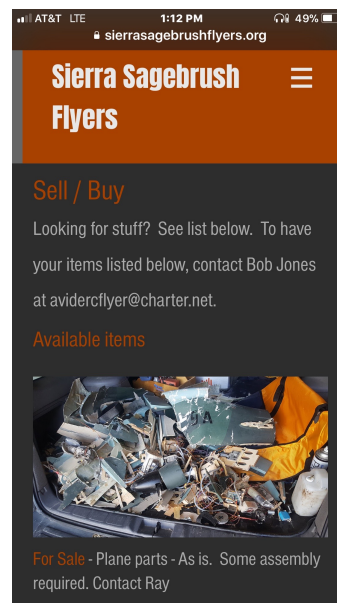 AT&T LTE 1:12 PM 49%
sierrasagebrushflyers.org
Sierra Sagebrush
Flyers
Sell / Buy
Looking for stuff?  See list below.  To have
your items listed below, contact Bob Jones
at avidercflyer@charter.net.
Available items
For Sale - Plane parts - As is.  Some assembly
required. Contact Ray